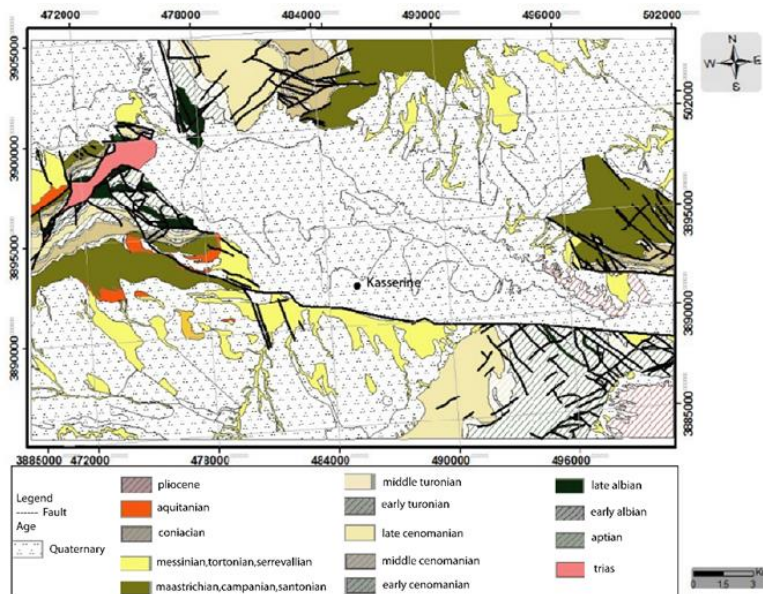 472000 478000 484000 490000 496000 502000
3905000
3900000
3895000
3890000
502000
3895000
3890000
3885000
N
W E
S
Kasserine
3885000 472000 473000 484000 490000 496000
Legend
Fault
Age
Quaternary
pliocene
aquitanian
coniacian
messinian,tortonian,serrevallian
maastrichian,campanian,santonian
middle turonian
early turonian
late cenomanian
middle cenomanian
early cenomanian
late albian
early albian
aptian
trias
0 1.5 3